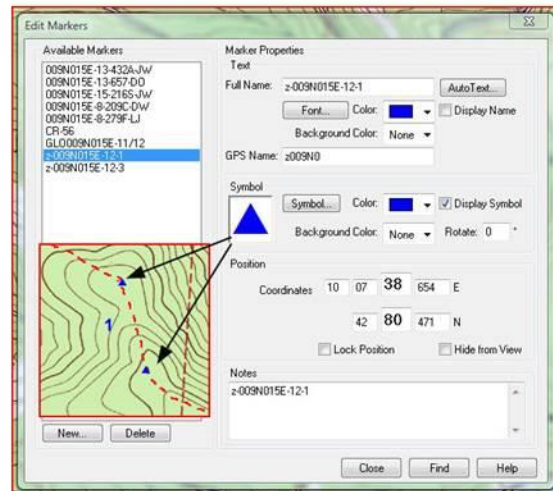 Edit Markers
Available Markers
009N015E-13-432A-JW
009N015E-13-657-DO
009N015E-15-216S-JW
009N015E-8-209C-DW
009N015E-8-279F-LJ
CR-56
GLO009N015E-11/12
z-009N015E-12-1
z-009N015E-12-3
1
New... Delete
Marker Properties
Text
Full Name: z-009N015E-12-1 AutoText...
Font... Color: Display Name
Background Color: None
GPS Name: z009N0
Symbol
Symbol... Color: Display Symbol
Background Color: None Rotate: 0 °
Position
Coordinates 10 07 38 654 E
42 80 471 N
Lock Position Hide from View
Notes
z-009N015E-12-1
Close Find Help